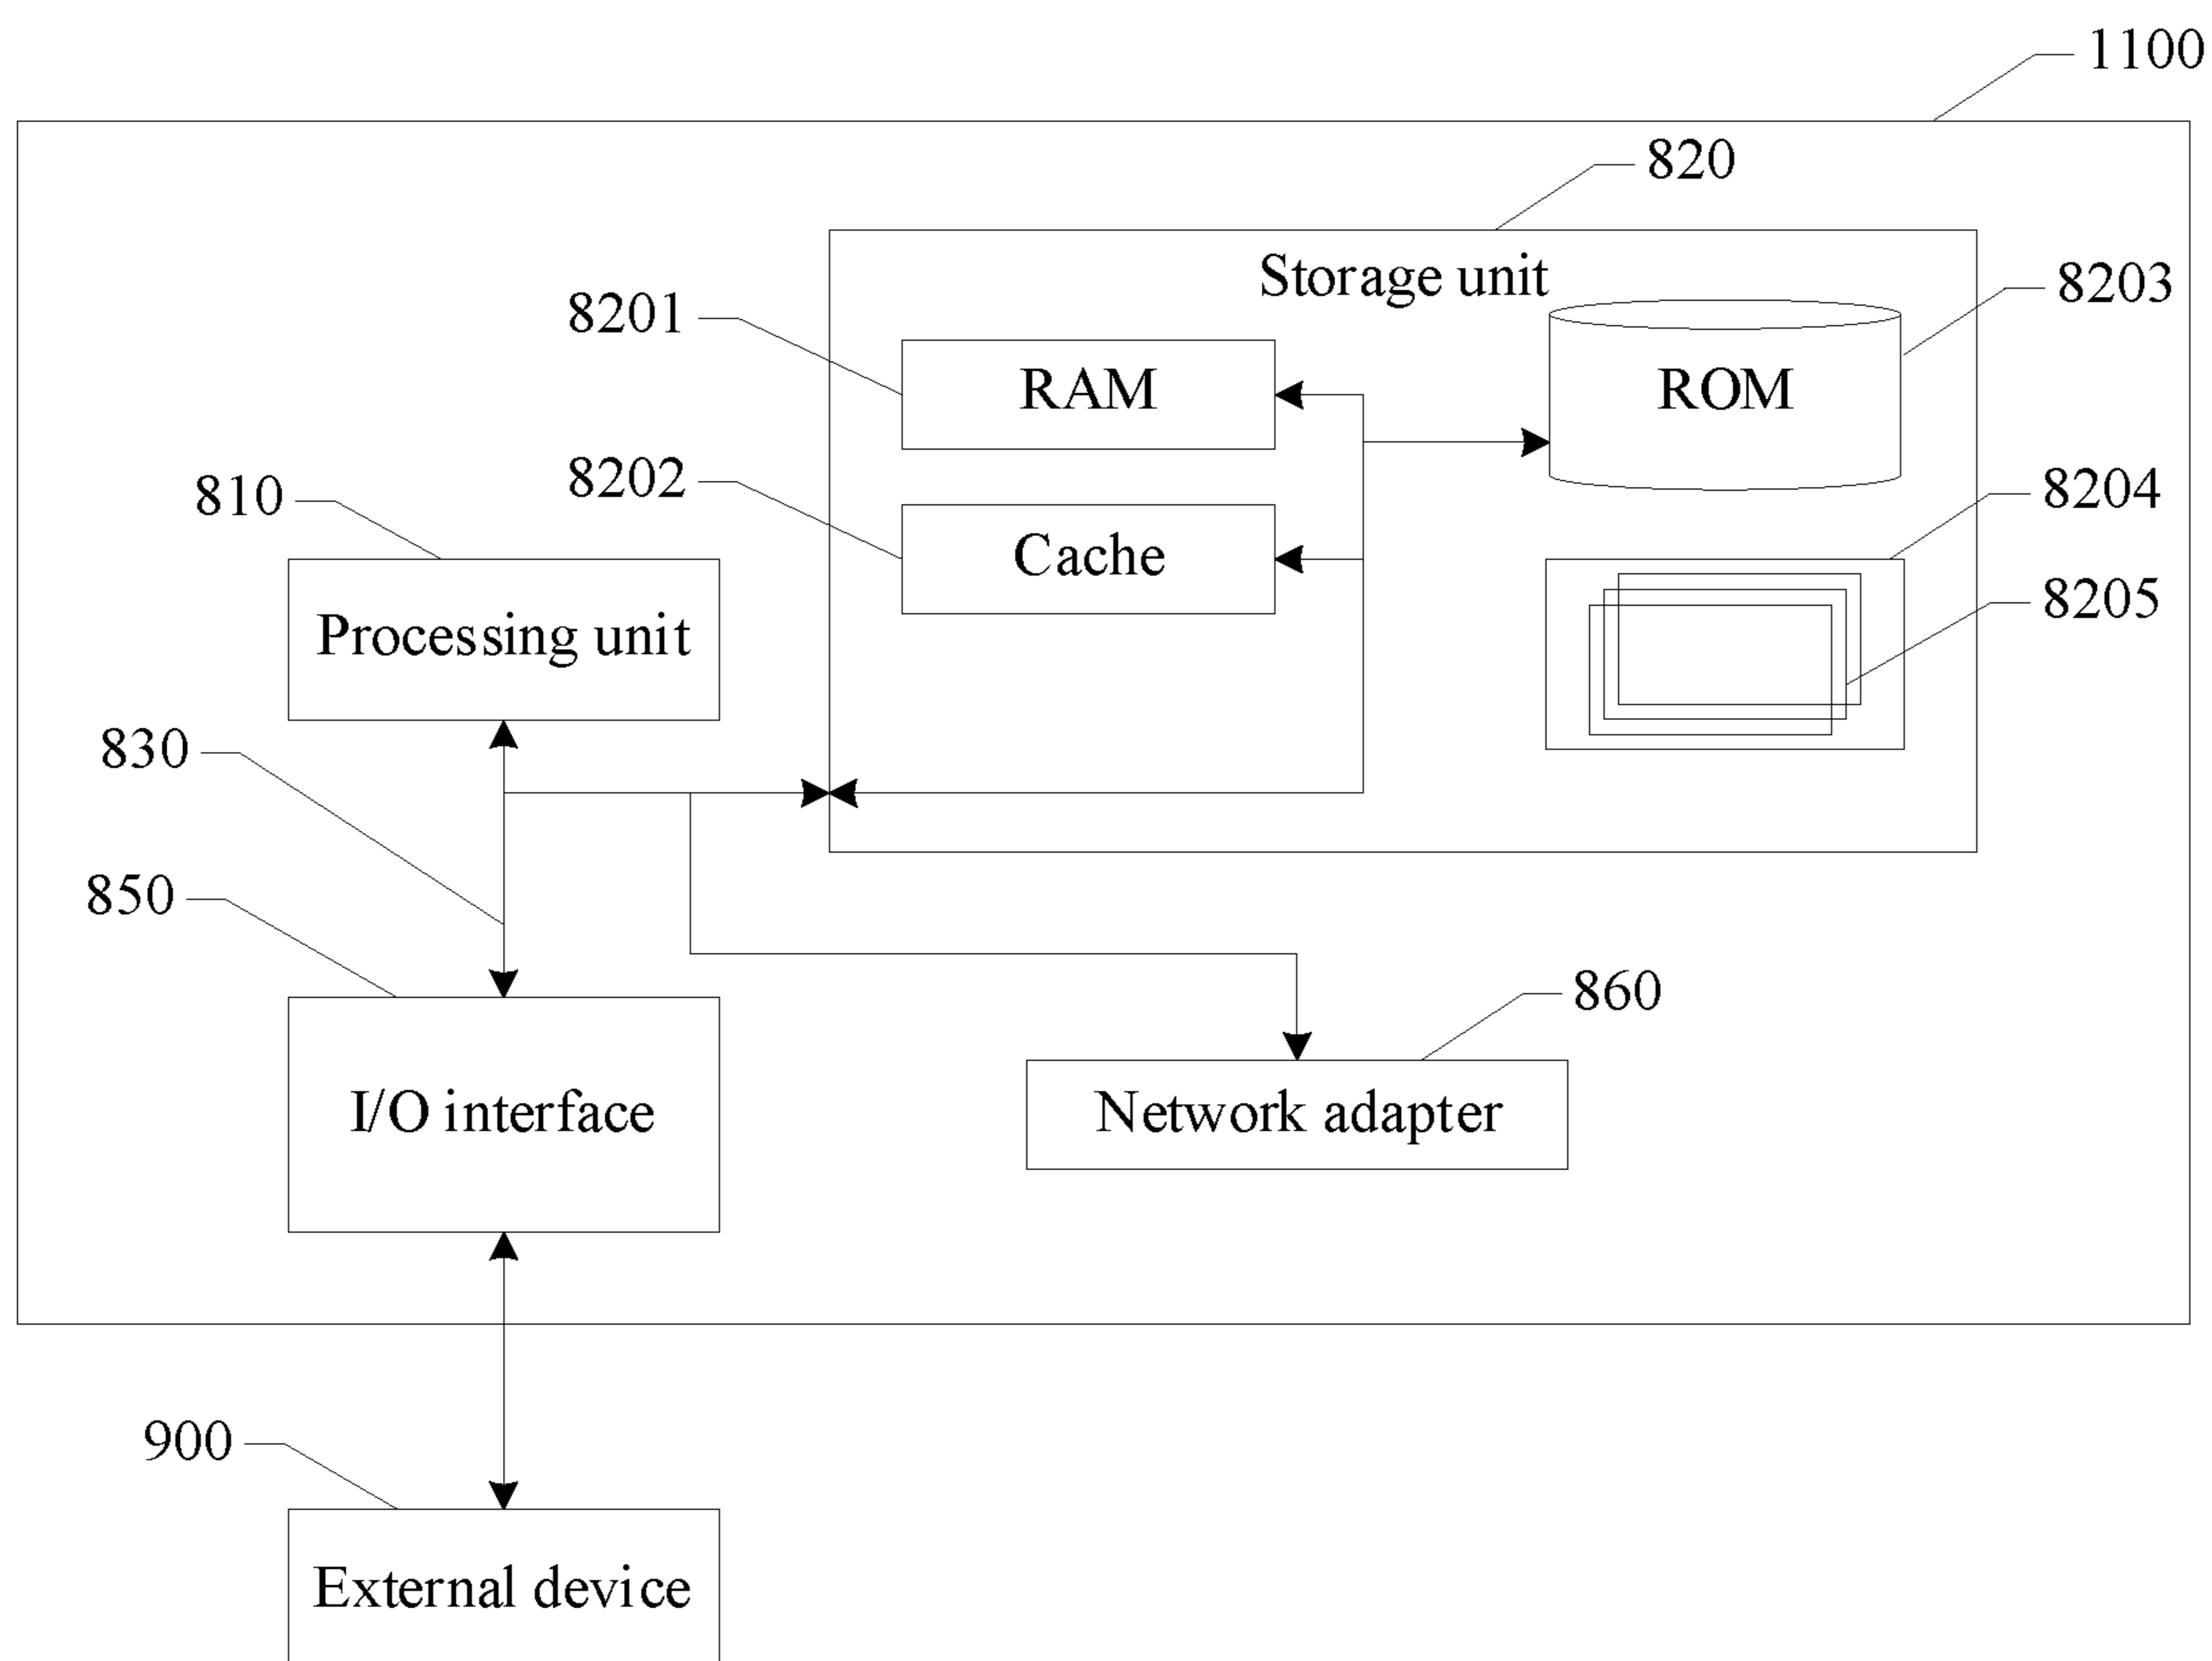 1100
820
Storage unit
8203
8201
RAM
ROM
8202
8204
810
Cache
8205
Processing unit
830
850
860
I/O interface
Network adapter
900
External device